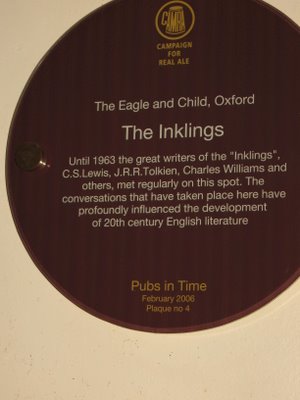 CAMRA
CAMPAIGN
FOR
REAL ALE
The Eagle and Child, Oxford
The Inklings
Until 1963 the great writers of the "Inklings",
C.S.Lewis, J.R.R.Tolkien, Charles Williams and
others, met regularly on this spot. The
conversations that have taken place here have
profoundly influenced the development
of 20th century English literature
Pubs in Time
February 2006
Plaque no 4